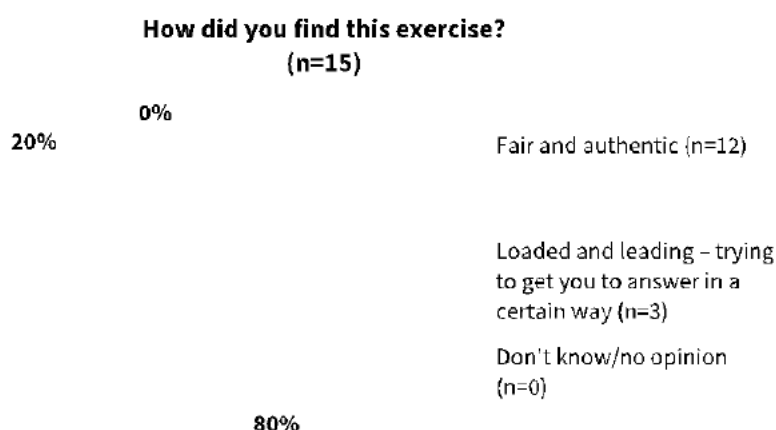 How did you find this exercise?
(n=15)
0%
20%
Fair and authentic (n=12)
Loaded and leading – trying
to get you to answer in a
certain way (n=3)
Don't know/no opinion
(n=0)
80%